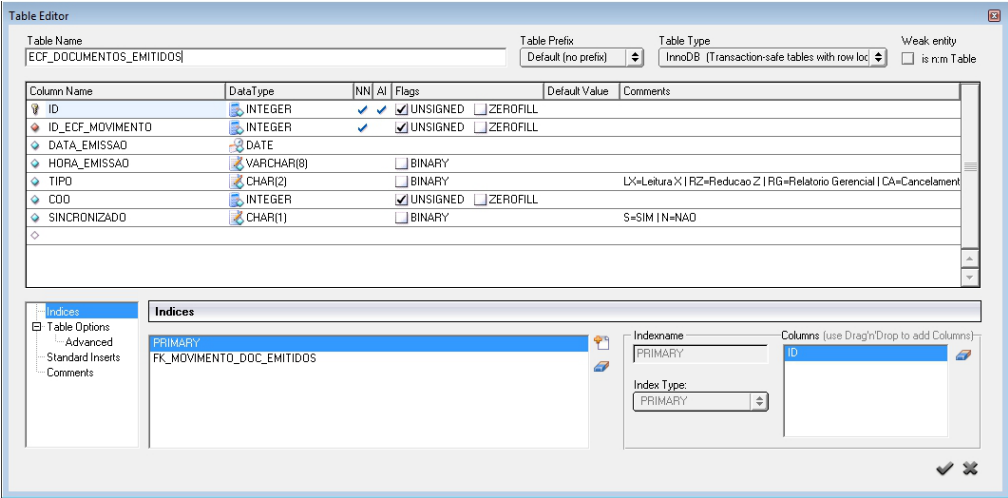 Table Editor
Table Name Table Prefix Table Type Weak entity
ECF_DOCUMENTOS_EMITIDOS Default (no prefix) InnoDB (Transaction-safe tables with row loc is n:m Table
Column Name DataType NN AI Flags Default Value Comments
ID INTEGER UNSIGNED ZEROFILL
ID_ECF_MOVIMENTO INTEGER UNSIGNED ZEROFILL
DATA_EMISSAO DATE
HORA_EMISSAO VARCHAR(8) BINARY
TIPO CHAR(2) BINARY LX=Leitura X | RZ=Reducao Z | RG=Relatorio Gerencial | CA=Cancelament
COO INTEGER UNSIGNED ZEROFILL
SINCRONIZADO CHAR(1) BINARY S=SIM | N=NAO
Indices
Table Options
Advanced
Standard Inserts
Comments
Indices
PRIMARY
FK_MOVIMENTO_DOC_EMITIDOS
Indexname
PRIMARY
Index Type:
PRIMARY
Columns (use Drag'n'Drop to add Columns)
ID